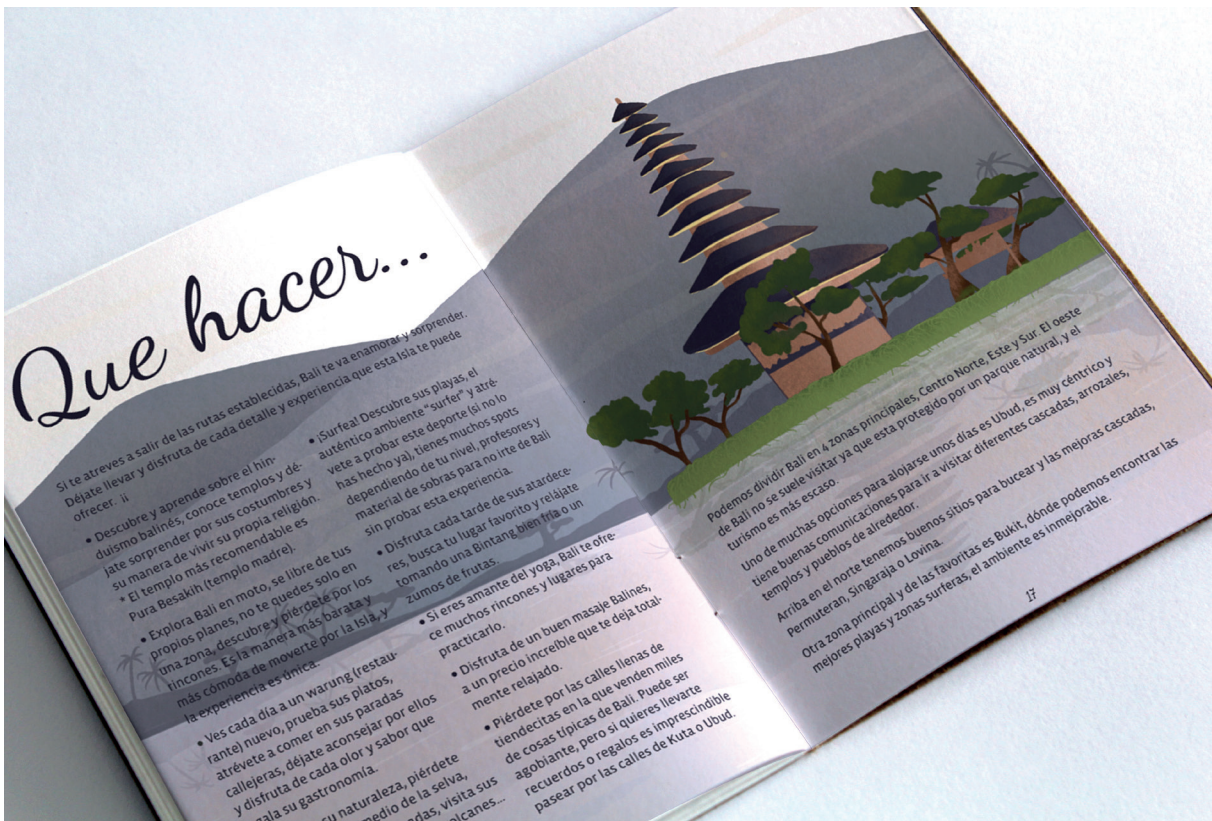 Que hacer...
Si te atreves a salir de las rutas establecidas, Bali te va enamorar y sorprender.
Déjate llevar y disfruta de cada detalle y experiencia que esta Isla te puede
ofrecer. ¡¡
• Descubre y aprende sobre el hin-
duismo balinés, conoce templos y dé-
jate sorprender por sus costumbres y
su manera de vivir su propia religión.
* El templo más recomendable es
Pura Besakih (templo madre).
• Explora Bali en moto, se libre de tus
propios planes, no te quedes solo en
una zona, descubre y piérdete por los
rincones. Es la manera más barata y
más cómoda de moverte por la Isla, y
la experiencia es única.
• Ves cada día a un warung (restau-
rante) nuevo, prueba sus platos,
atrévete a comer en sus paradas
callejeras, déjate aconsejar por ellos
y disfruta de cada olor y sabor que
gala su gastronomía.
su naturaleza, piérdete
medio de la selva,
adas, visita sus
olcanes...
• ¡Surfea! Descubre sus playas, el
auténtico ambiente "surfer" y atré-
vete a probar este deporte (si no lo
has hecho ya), tienes muchos spots
dependiendo de tu nivel, profesores y
material de sobras para no irte de Bali
sin probar esta experiencia.
• Disfruta cada tarde de sus atardece-
res, busca tu lugar favorito y relájate
tomando una Bintang bien fría o un
zumos de frutas.
• Si eres amante del yoga, Bali te ofre-
ce muchos rincones y lugares para
practicarlo.
• Disfruta de un buen masaje Balines,
a un precio increíble que te deja total-
mente relajado.
• Piérdete por las calles llenas de
tiendecitas en la que venden miles
de cosas típicas de Bali. Puede ser
agobiante, pero si quieres llevarte
recuerdos o regalos es imprescindible
pasear por las calles de Kuta o Ubud.
Podemos dividir Bali en 4 zonas principales, Centro Norte, Este y Sur. El oeste
de Bali no se suele visitar ya que esta protegido por un parque natural, y el
turismo es más escaso.
Uno de muchas opciones para alojarse unos días es Ubud, es muy céntrico y
tiene buenas comunicaciones para ir a visitar diferentes cascadas, arrozales,
templos y pueblos de alrededor.
Arriba en el norte tenemos buenos sitios para bucear y las mejoras cascadas,
Permuteran, Singaraja o Lovina.
Otra zona principal y de las favoritas es Bukit, dónde podemos encontrar las
mejores playas y zonas surferas, el ambiente es inmejorable.
17